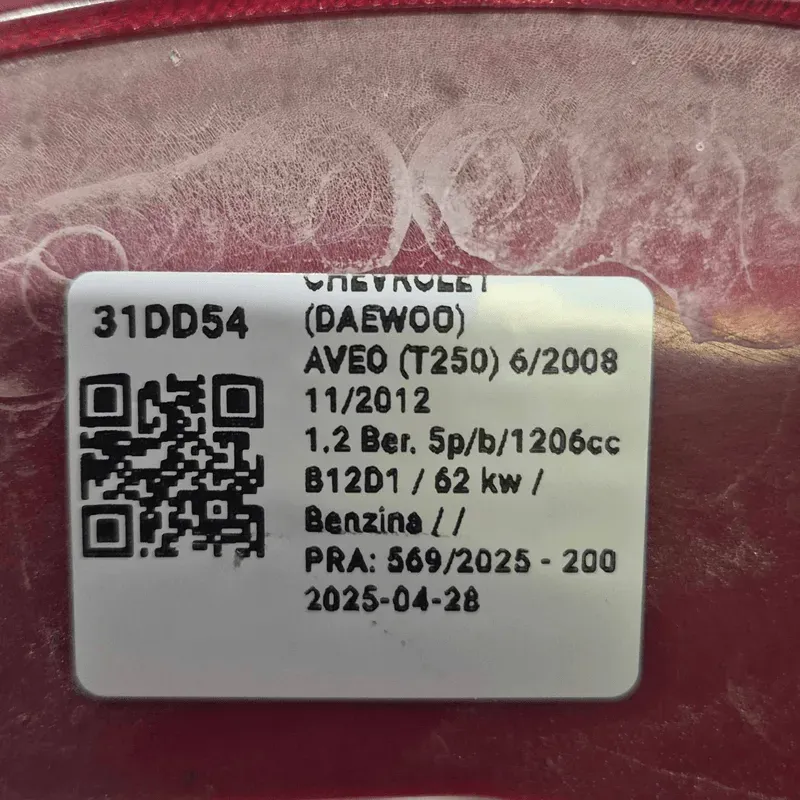 31DD54
CHEVROLET
(DAEWOO)
AVEO (T250) 6/2008
11/2012
1.2 Ber. 5p/b/1206cc
B12D1 / 62 kw /
Benzina / /
PRA: 569/2025 - 200
2025-04-28